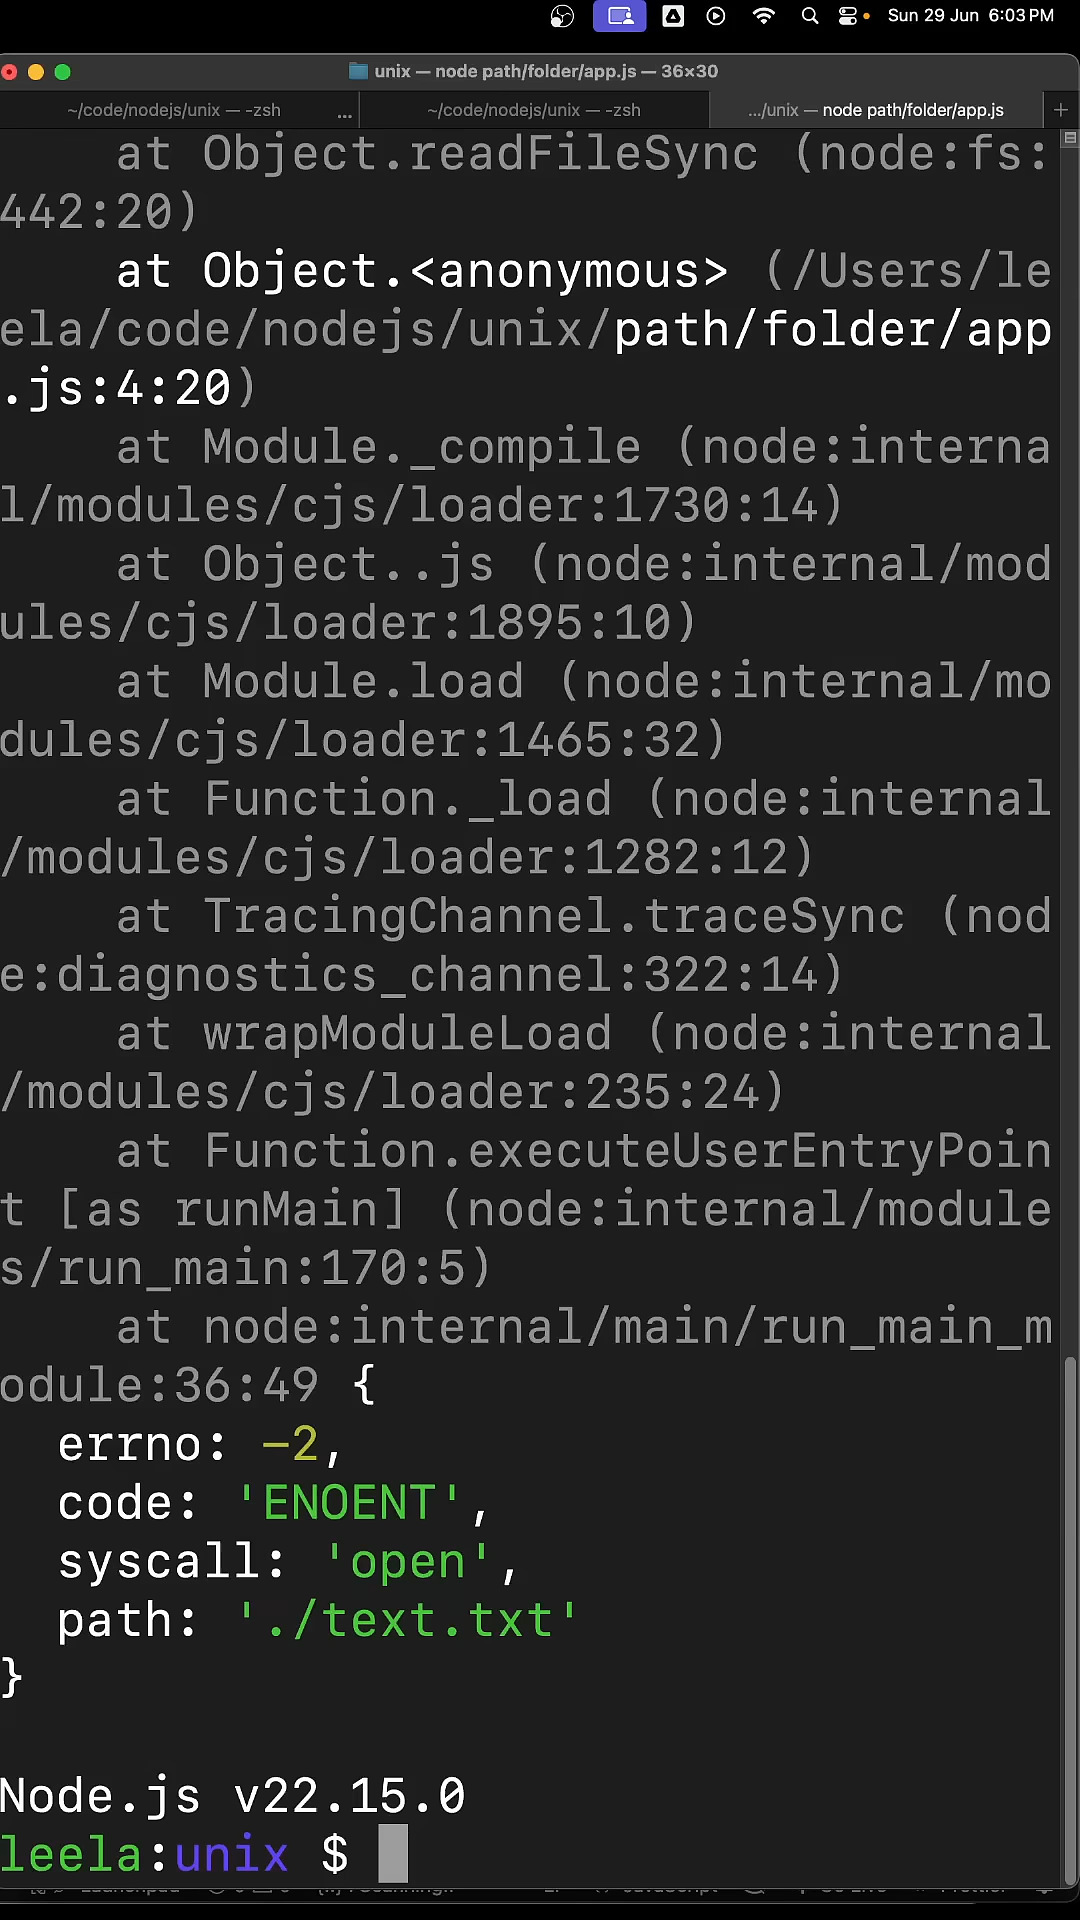 Sun 29 Jun 6:03 PM
unix — node path/folder/app.js — 36×30
~/code/nodejs/unix — -zsh ... ~/code/nodejs/unix — -zsh .../unix — node path/folder/app.js +
at Object.readFileSync (node:fs:
442:20)
at Object.<anonymous> (/Users/le
ela/code/nodejs/unix/path/folder/app
.js:4:20)
at Module._compile (node:interna
l/modules/cjs/loader:1730:14)
at Object..js (node:internal/mod
ules/cjs/loader:1895:10)
at Module.load (node:internal/mo
dules/cjs/loader:1465:32)
at Function._load (node:internal
/modules/cjs/loader:1282:12)
at TracingChannel.traceSync (nod
e:diagnostics_channel:322:14)
at wrapModuleLoad (node:internal
/modules/cjs/loader:235:24)
at Function.executeUserEntryPoin
t [as runMain] (node:internal/module
s/run_main:170:5)
at node:internal/main/run_main_m
odule:36:49 {
errno: -2,
code: 'ENOENT',
syscall: 'open',
path: './text.txt'
}
Node.js v22.15.0
leela:unix $